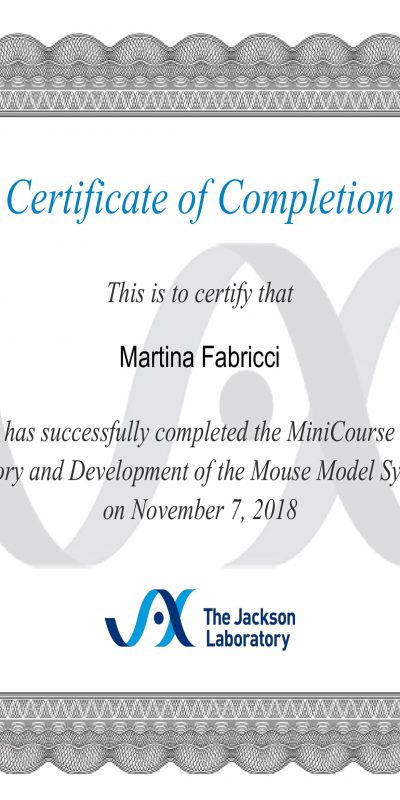 Certificate of Completion
This is to certify that
Martina Fabricci
has successfully completed the MiniCourse
ory and Development of the Mouse Model Sy
on November 7, 2018
The Jackson
Laboratory